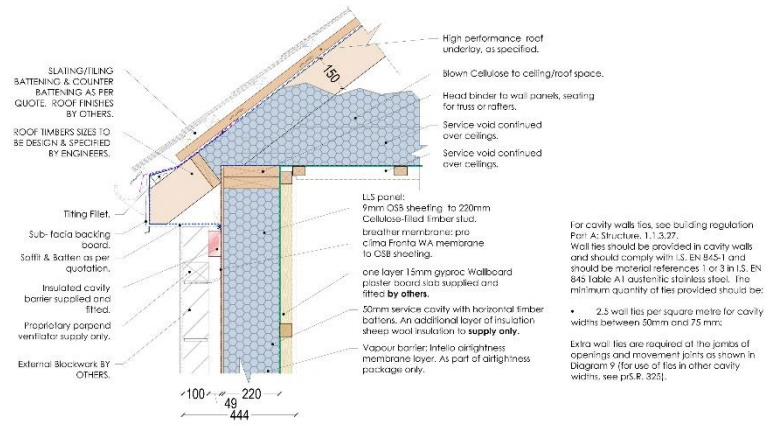 SLATING/TILING
BATTENING & COUNTER
BATTENING AS PER
QUOTE. ROOF FINISHES
BY OTHERS.
ROOF TIMBERS SIZES TO
BE DESIGN & SPECIFIED
BY ENGINEERS.
Tilting Fillet.
Sub- facia backing
board.
Soffit & Batten as per
quotation.
Insulated cavity
barrier supplied and
fitted.
Proprietary perpend
ventilator supply only.
External Blockwork BY
OTHERS.
150
100
220
49
444
High performance roof
underlay, as specified.
Blown Cellulose to ceiling/roof space.
Head binder to wall panels, seating
for truss or rafters.
Service void continued
over ceilings.
Service void continued
over ceilings.
LLS panel:
9mm OSB sheeting to 220mm
Cellulose-filled timber stud.
breather membrane: pro
clima Fronta WA membrane
to OSB sheeting.
one layer 15mm gyproc Wallboard
plaster board slab supplied and
fitted by others.
50mm service cavity with horizontal timber
battons. An additional layer of insulation
sheep wool insulation to supply only.
Vapour barrier: Intello airtightness
membrane layer. As part of airtightness
package only.
For cavity walls ties, see building regulation
Part A: Structure. 1.1.3.27.
Wall ties should be provided in cavity walls
and should comply with I.S. EN 845-1 and
should be material references 1 or 3 in I.S. EN
845 Table A1 austenitic stainless steel. The
minimum quantity of ties provided should be:
• 2.5 wall ties per square metre for cavity
widths between 50mm and 75 mm;
Extra wall ties are required at the jambs of
openings and movement joints as shown in
Diagram 9 (for use of ties in other cavity
widths, see prS.R. 325).